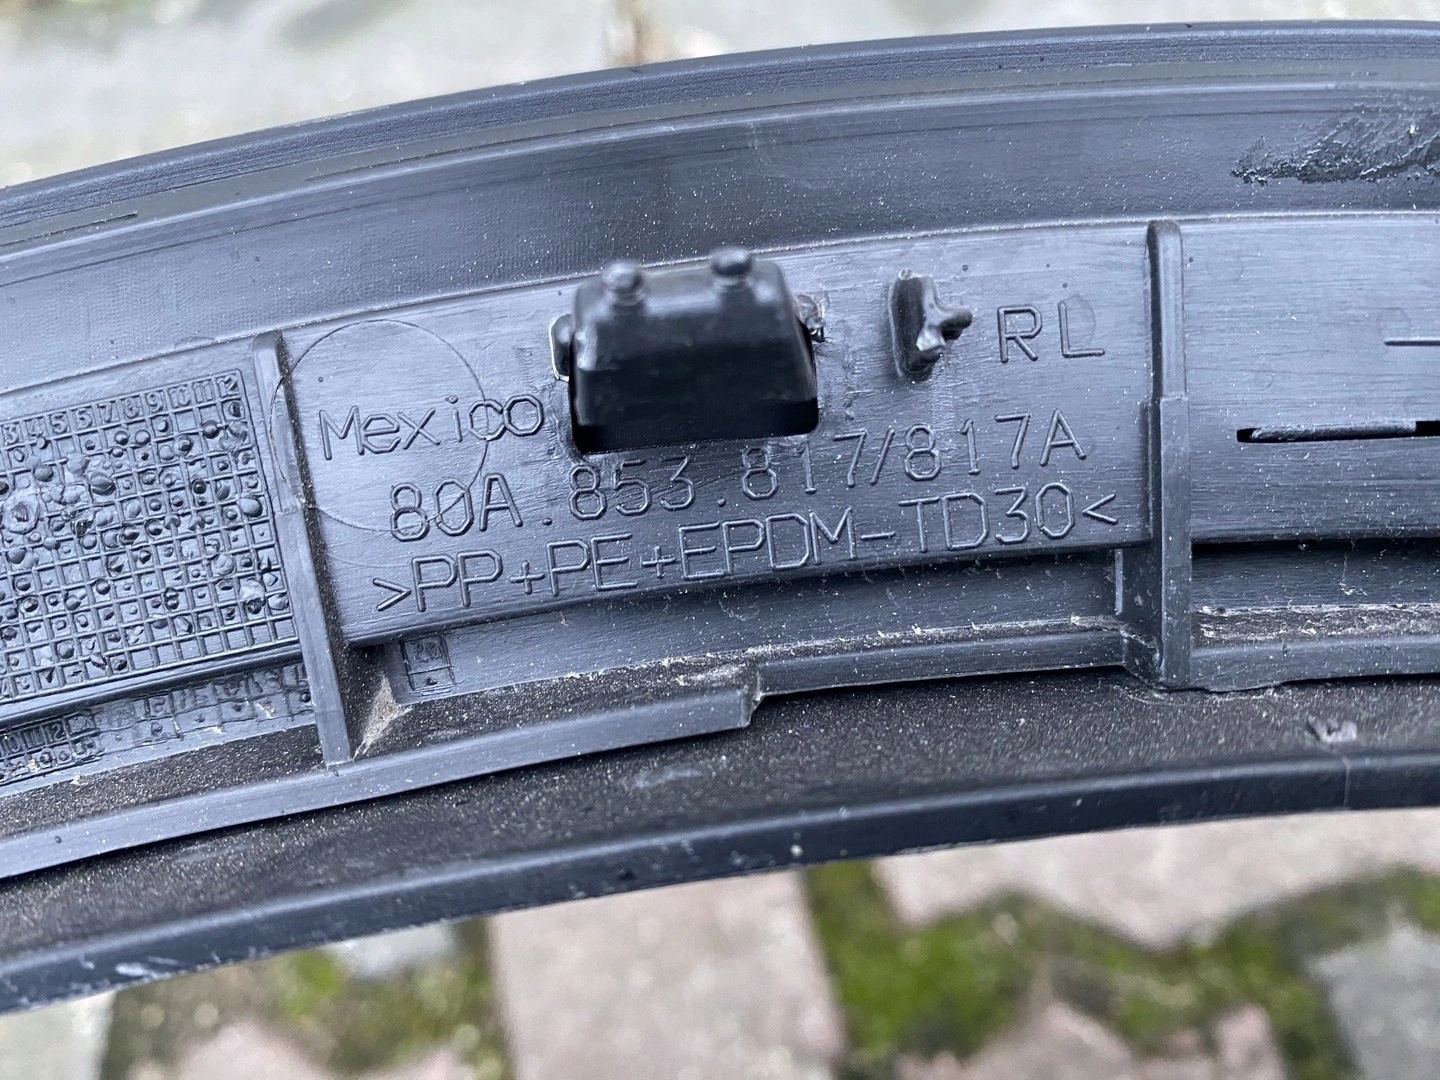 RL
Mexico
80A.853.817/817A
>PP+PE+EPDM-TD30<